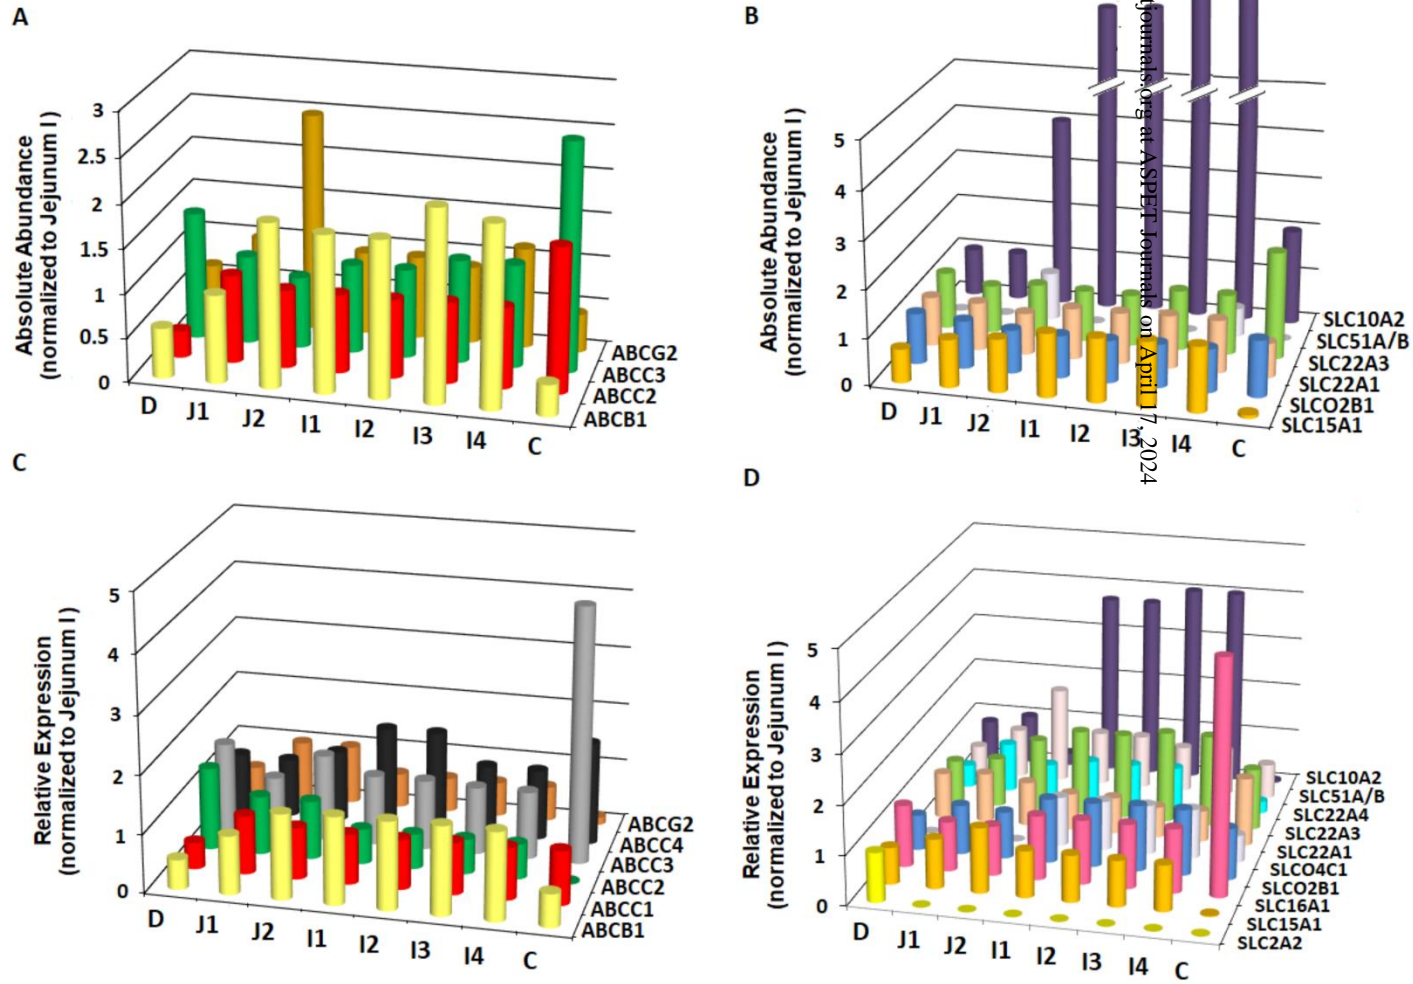 A
Absolute Abundance
(normalized to Jejunum I)
3
2.5
2
1.5
1
0.5
0
D J1 J2 I1 I2 I3 I4 C
ABCG2
ABCC3
ABCC2
ABCB1
B
Absolute Abundance
(normalized to Jejunum I)
5
4
3
2
1
0
D J1 J2 I1 I2 I3 I4 C
SLC10A2
SLC51A/B
SLC22A3
SLC22A1
SLCO2B1
SLC15A1
tjournals.org at ASPET Journals on April 17, 2024
C
Relative Expression
(normalized to Jejunum I)
5
4
3
2
1
0
D J1 J2 I1 I2 I3 I4 C
ABCG2
ABCC4
ABCC3
ABCC2
ABCC1
ABCB1
D
Relative Expression
(normalized to Jejunum I)
5
4
3
2
1
0
D J1 J2 I1 I2 I3 I4 C
SLC10A2
SLC51A/B
SLC22A4
SLC22A3
SLC22A1
SLCO4C1
SLCO2B1
SLC16A1
SLC15A1
SLC2A2